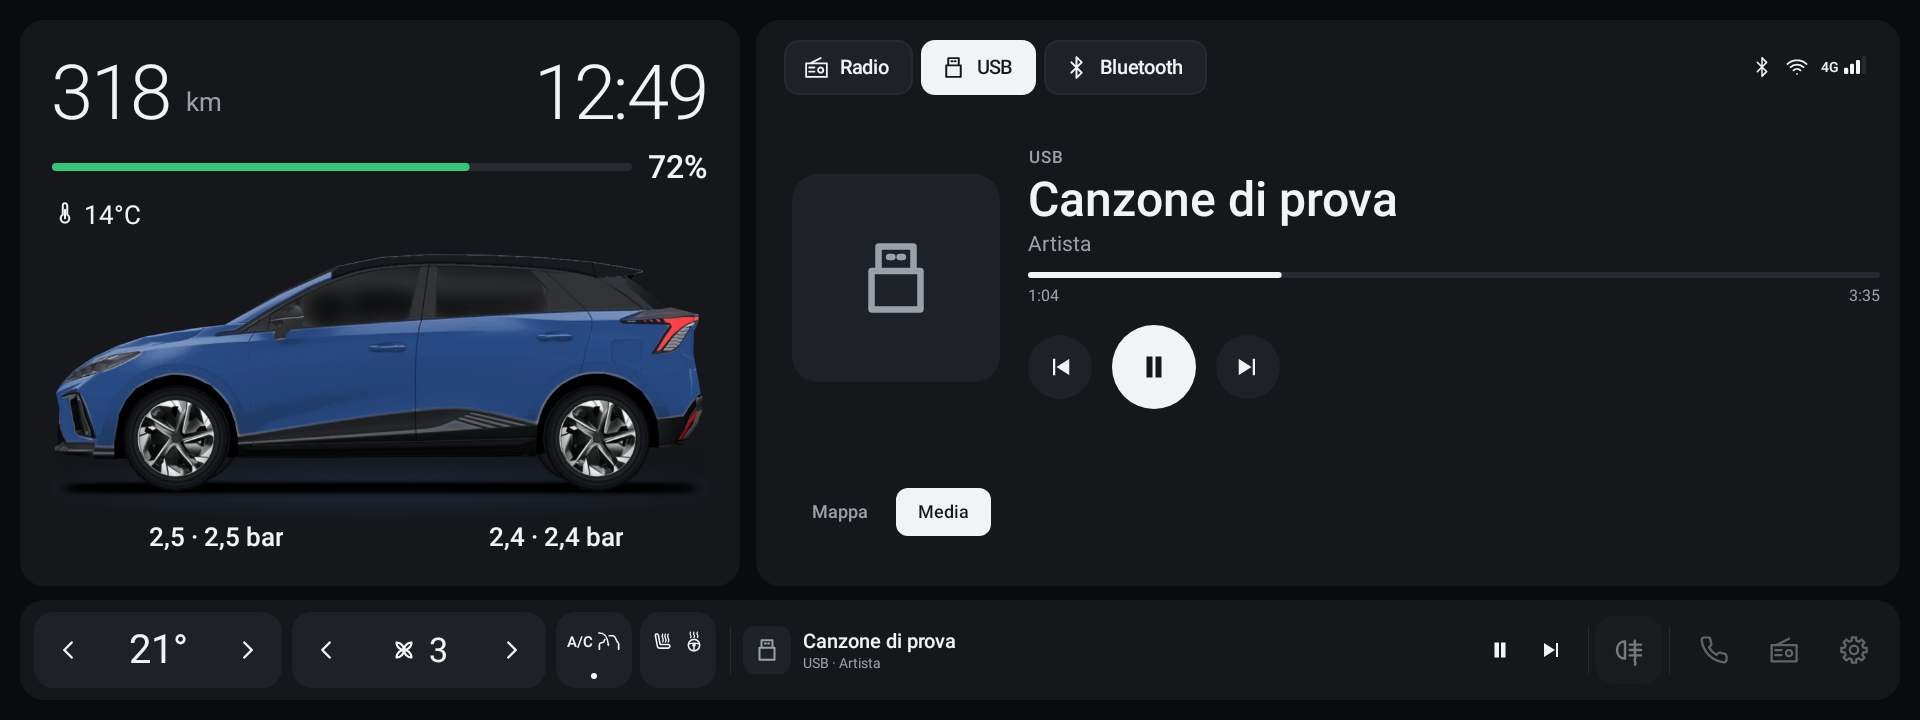 318 km
12:49
72%
14°C
2,5 · 2,5 bar
2,4 · 2,4 bar
Radio
USB
Bluetooth
4G
USB
Canzone di prova
Artista
1:04
3:35
Mappa
Media
21°
3
A/C
Canzone di prova
USB · Artista